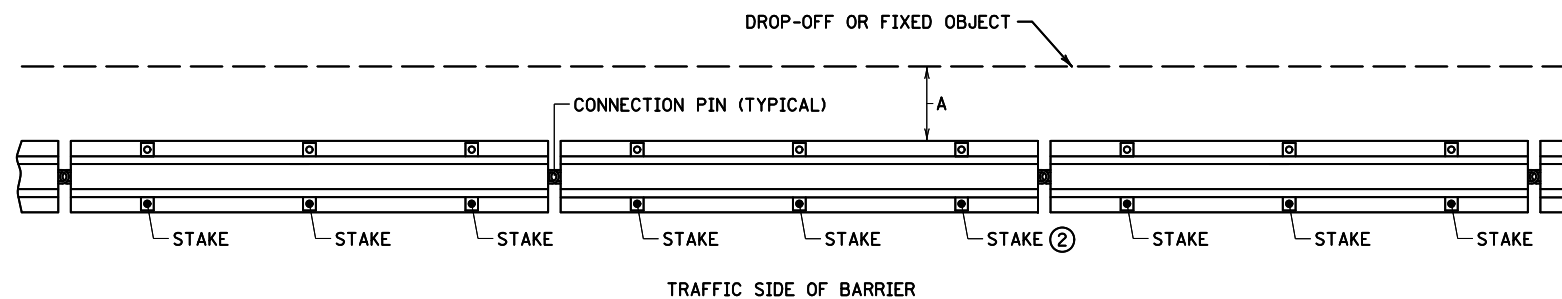 DROP-OFF OR FIXED OBJECT
CONNECTION PIN (TYPICAL)
A
STAKE
STAKE
STAKE
STAKE
STAKE
STAKE 2
STAKE
STAKE
STAKE
TRAFFIC SIDE OF BARRIER